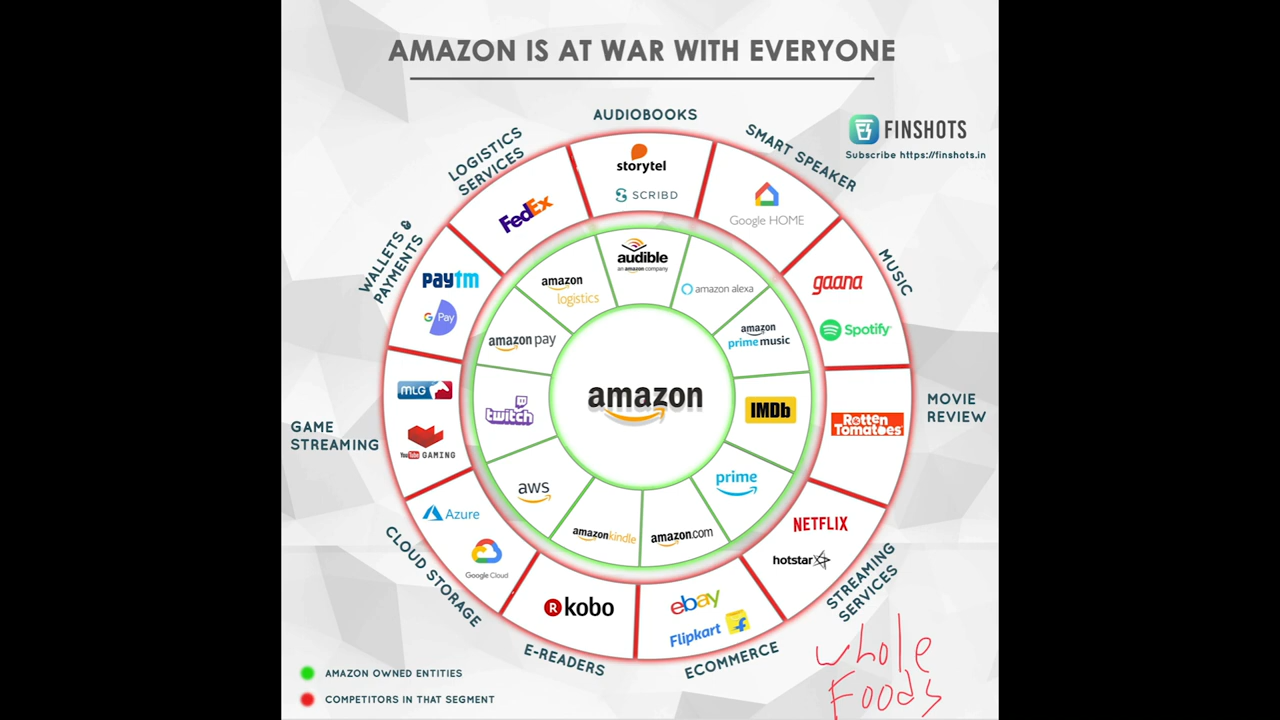 AMAZON IS AT WAR WITH EVERYONE
FINSHOTS
Subscribe https://finshots.in
AUDIOBOOKS
storytel
SCRIBD
SMART SPEAKER
Google HOME
MUSIC
gaana
Spotify
MOVIE
REVIEW
Rotten
Tomatoes
STREAMING
SERVICES
NETFLIX
hotstar
ECOMMERCE
ebay
Flipkart
E-READERS
R kobo
CLOUD STORAGE
Azure
Google Cloud
GAME
STREAMING
MLG
YouTube GAMING
WALLETS &
PAYMENTS
paytm
G Pay
LOGISTICS
SERVICES
FedEx
audible
an amazon company
amazon alexa
amazon
prime music
IMDb
prime
amazon.com
amazonkindle
aws
twitch
amazon pay
amazon
logistics
amazon
AMAZON OWNED ENTITIES
COMPETITORS IN THAT SEGMENT
whole
Foods